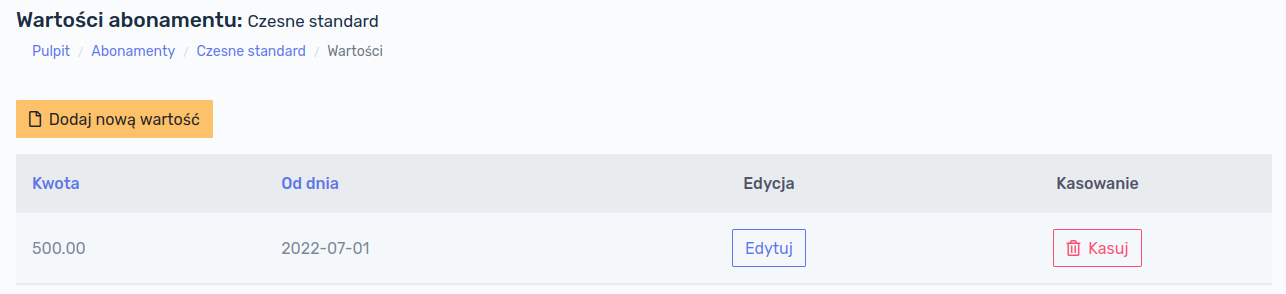 Wartości abonamentu: Czesne standard
Pulpit / Abonamenty / Czesne standard / Wartości
Dodaj nową wartość
Kwota Od dnia Edycja Kasowanie
500.00 2022-07-01 Edytuj Kasuj